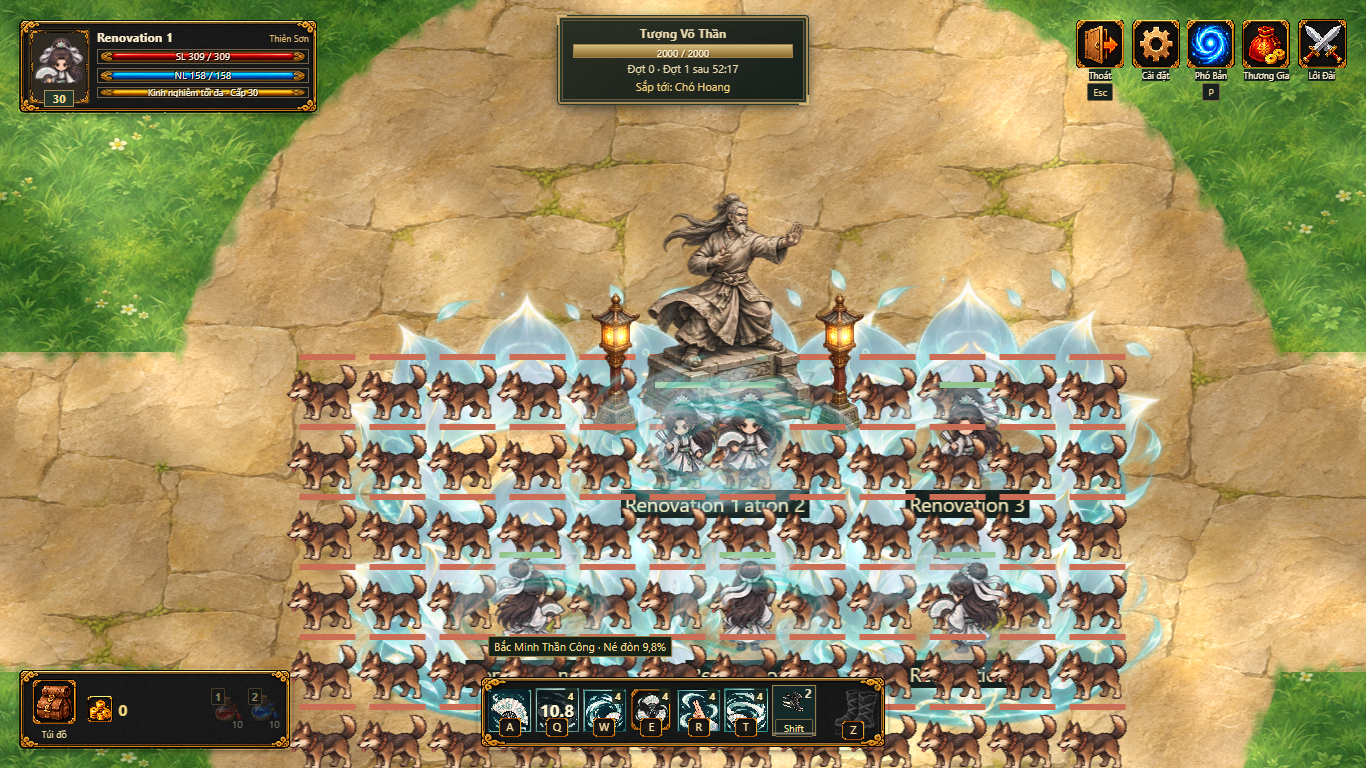 Renovation 1
Thiên Sơn
SL 309 / 309
NL 158 / 158
Kinh nghiệm tối đa · Cấp 30
30
Tượng Võ Thần
2000 / 2000
Đợt 0 · Đợt 1 sau 52:17
Sắp tới: Chó Hoang
Thoát
Cài đặt
Phó Bản
Thương Gia
Lôi Đài
Esc
P
Renovation 1
ation 2
Renovation 3
Bắc Minh Thần Công · Né đòn 9,8%
Túi đồ
0
1
10
2
10
A
4
10.8
Q
4
W
4
E
4
R
4
T
2
Shift
Z